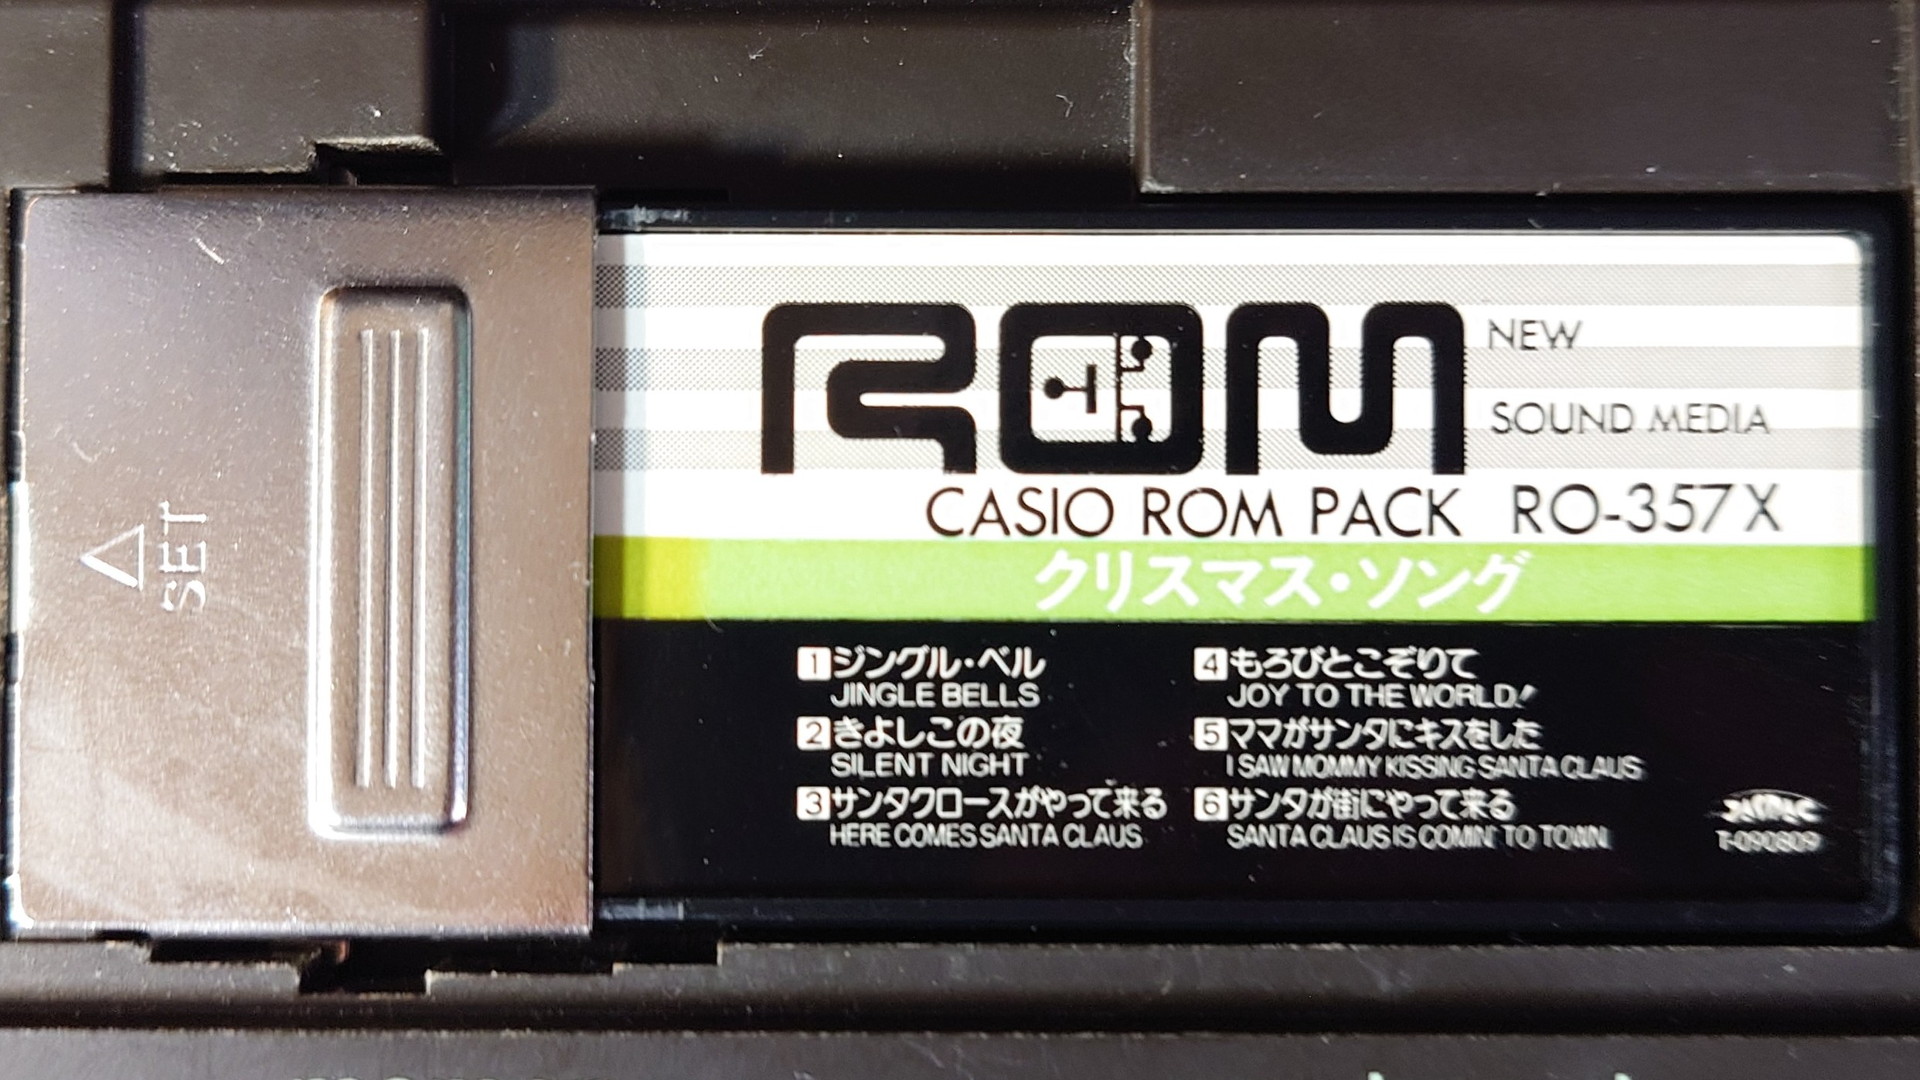 SET
ROM
NEW
SOUND MEDIA
CASIO ROM PACK RO-357X
クリスマス・ソング
1 ジングル・ベル
JINGLE BELLS
2 きよしこの夜
SILENT NIGHT
3 サンタクロースがやって来る
HERE COMES SANTA CLAUS
4 もろびとこぞりて
JOY TO THE WORLD!
5 ママがサンタにキスをした
I SAW MOMMY KISSING SANTA CLAUS
6 サンタが街にやって来る
SANTA CLAUS IS COMIN' TO TOWN
JASRAC
T-090809